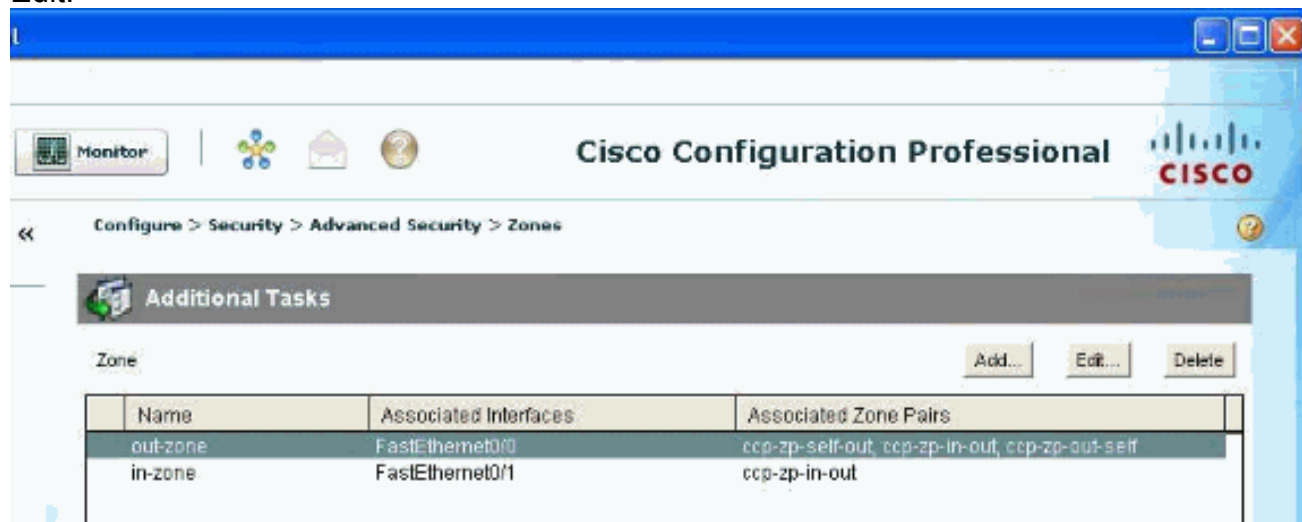 Edit.
Monitor
Cisco Configuration Professional
CISCO
Configure > Security > Advanced Security > Zones
Additional Tasks
Zone Add... Edit... Delete
Name Associated Interfaces Associated Zone Pairs
out-zone FastEthernet0/0 ccp-zp-self-out, ccp-zp-in-out, ccp-zp-out-self
in-zone FastEthernet0/1 ccp-zp-in-out